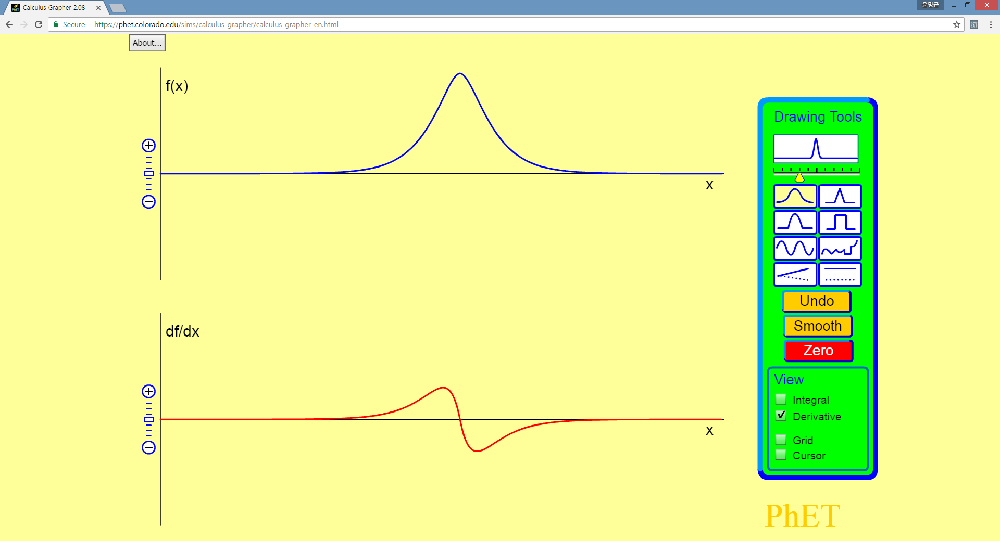 Calculus Grapher 2.08
윤명근
Secure
https://phet.colorado.edu/sims/calculus-grapher/calculus-grapher_en.html
About...
f(x)
x
df/dx
x
Drawing Tools
Undo
Smooth
Zero
View
Integral
Derivative
Grid
Cursor
PhET